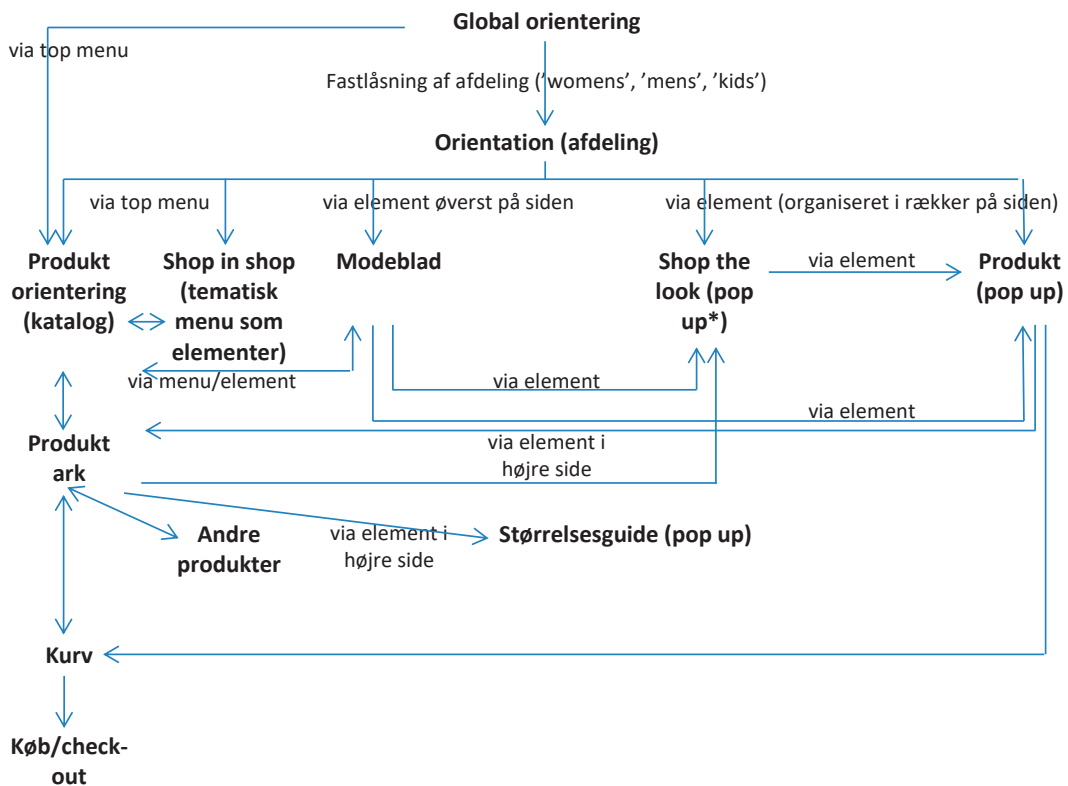 Global orientering
via top menu
Fastlåsning af afdeling ('womens', 'mens', 'kids')
Orientation (afdeling)
via top menu
via element øverst på siden
via element (organiseret i rækker på siden)
Produkt
orientering
(katalog)
Shop in shop
(tematisk
menu som
elementer)
Modeblad
Shop the
look (pop
up*)
via element
Produkt
(pop up)
via menu/element
via element
via element
Produkt
ark
via element i
højre side
Andre
produkter
via element i
højre side
Størrelsesguide (pop up)
Kurv
Køb/check-
out